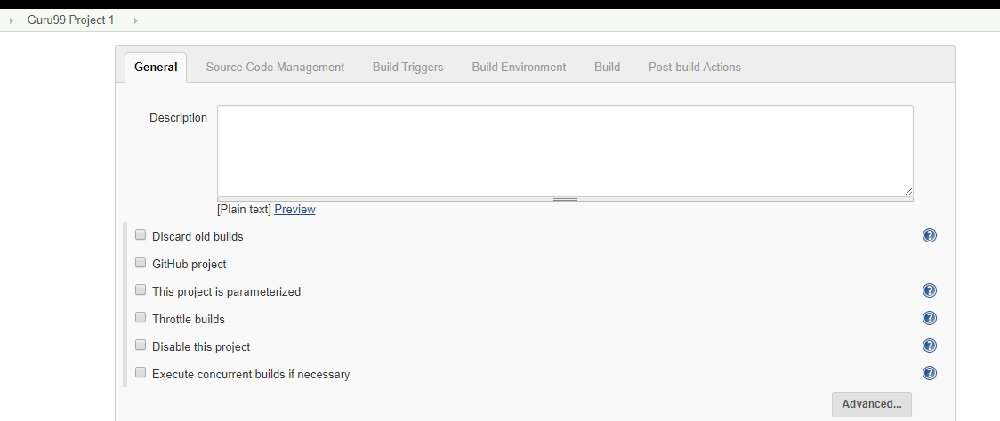 Guru99 Project 1
General Source Code Management Build Triggers Build Environment Build Post-build Actions
Description
[Plain text] Preview
Discard old builds ?
GitHub project
This project is parameterized ?
Throttle builds ?
Disable this project ?
Execute concurrent builds if necessary ?
Advanced...